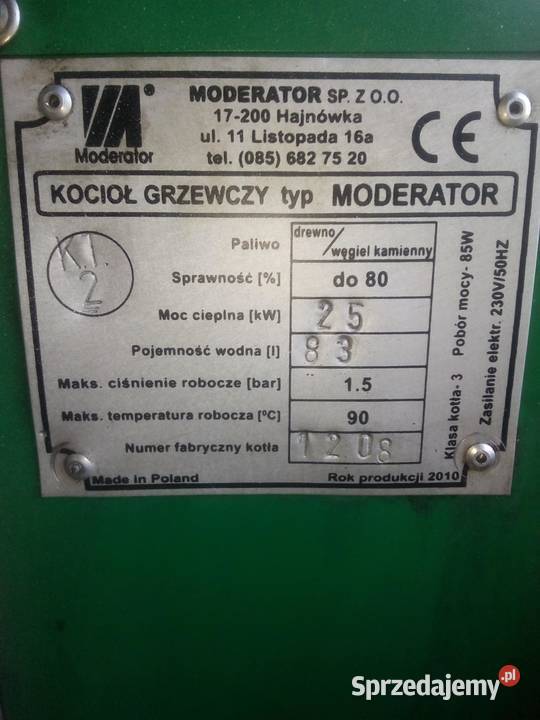 MODERATOR SP. Z O.O.
17-200 Hajnówka
ul. 11 Listopada 16a
tel. (085) 682 75 20
Moderator
CE
KOCIOŁ GRZEWCZY typ MODERATOR
K.J.
2
Paliwo drewno/węgiel kamienny
Sprawność [%] do 80
Moc cieplna [kW] 25
Pojemność wodna [l] 83
Maks. ciśnienie robocze [bar] 1.5
Maks. temperatura robocza [ºC] 90
Numer fabryczny kotła 1208
Klasa kotła- 3 Pobór mocy- 85W
Zasilanie elektr. 230V/50HZ
Made in Poland
Rok produkcji 2010
Sprzedajemy.pl